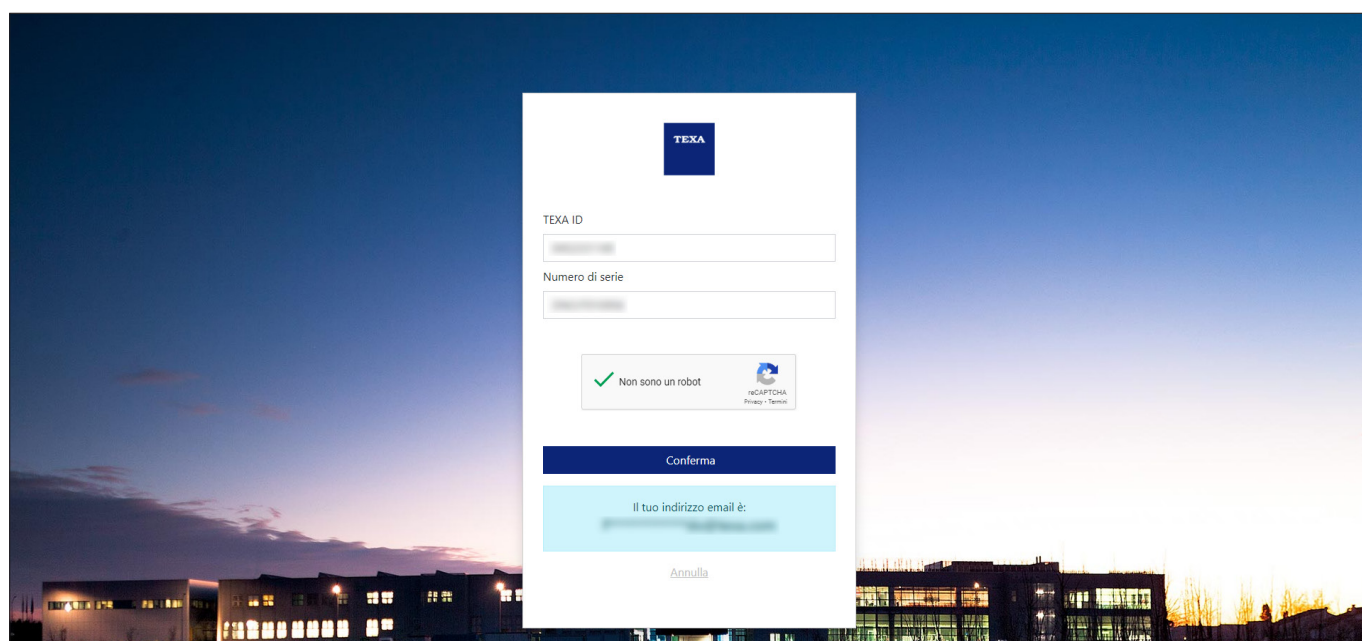 TEXA
TEXA ID
Numero di serie
Non sono un robot
reCAPTCHA
Privacy - Termini
Conferma
Il tuo indirizzo email è:
Annulla